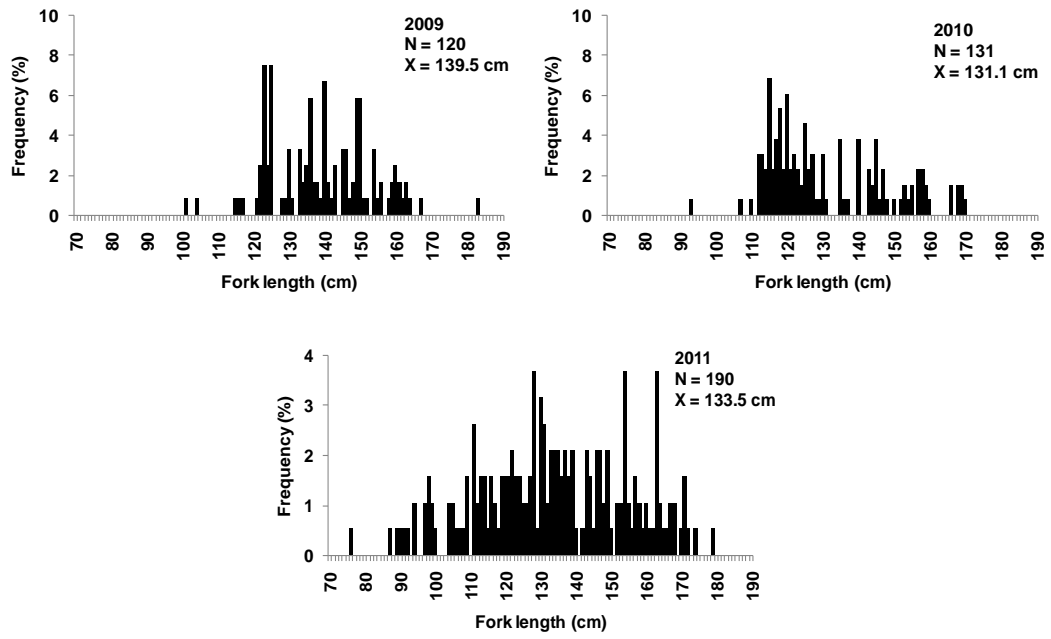 2009
N = 120
X = 139.5 cm
Frequency (%)
10
8
6
4
2
0
70 80 90 100 110 120 130 140 150 160 170 180 190
Fork length (cm)
2010
N = 131
X = 131.1 cm
Frequency (%)
10
8
6
4
2
0
70 80 90 100 110 120 130 140 150 160 170 180 190
Fork length (cm)
2011
N = 190
X = 133.5 cm
Frequency (%)
4
3
2
1
0
70 80 90 100 110 120 130 140 150 160 170 180 190
Fork length (cm)